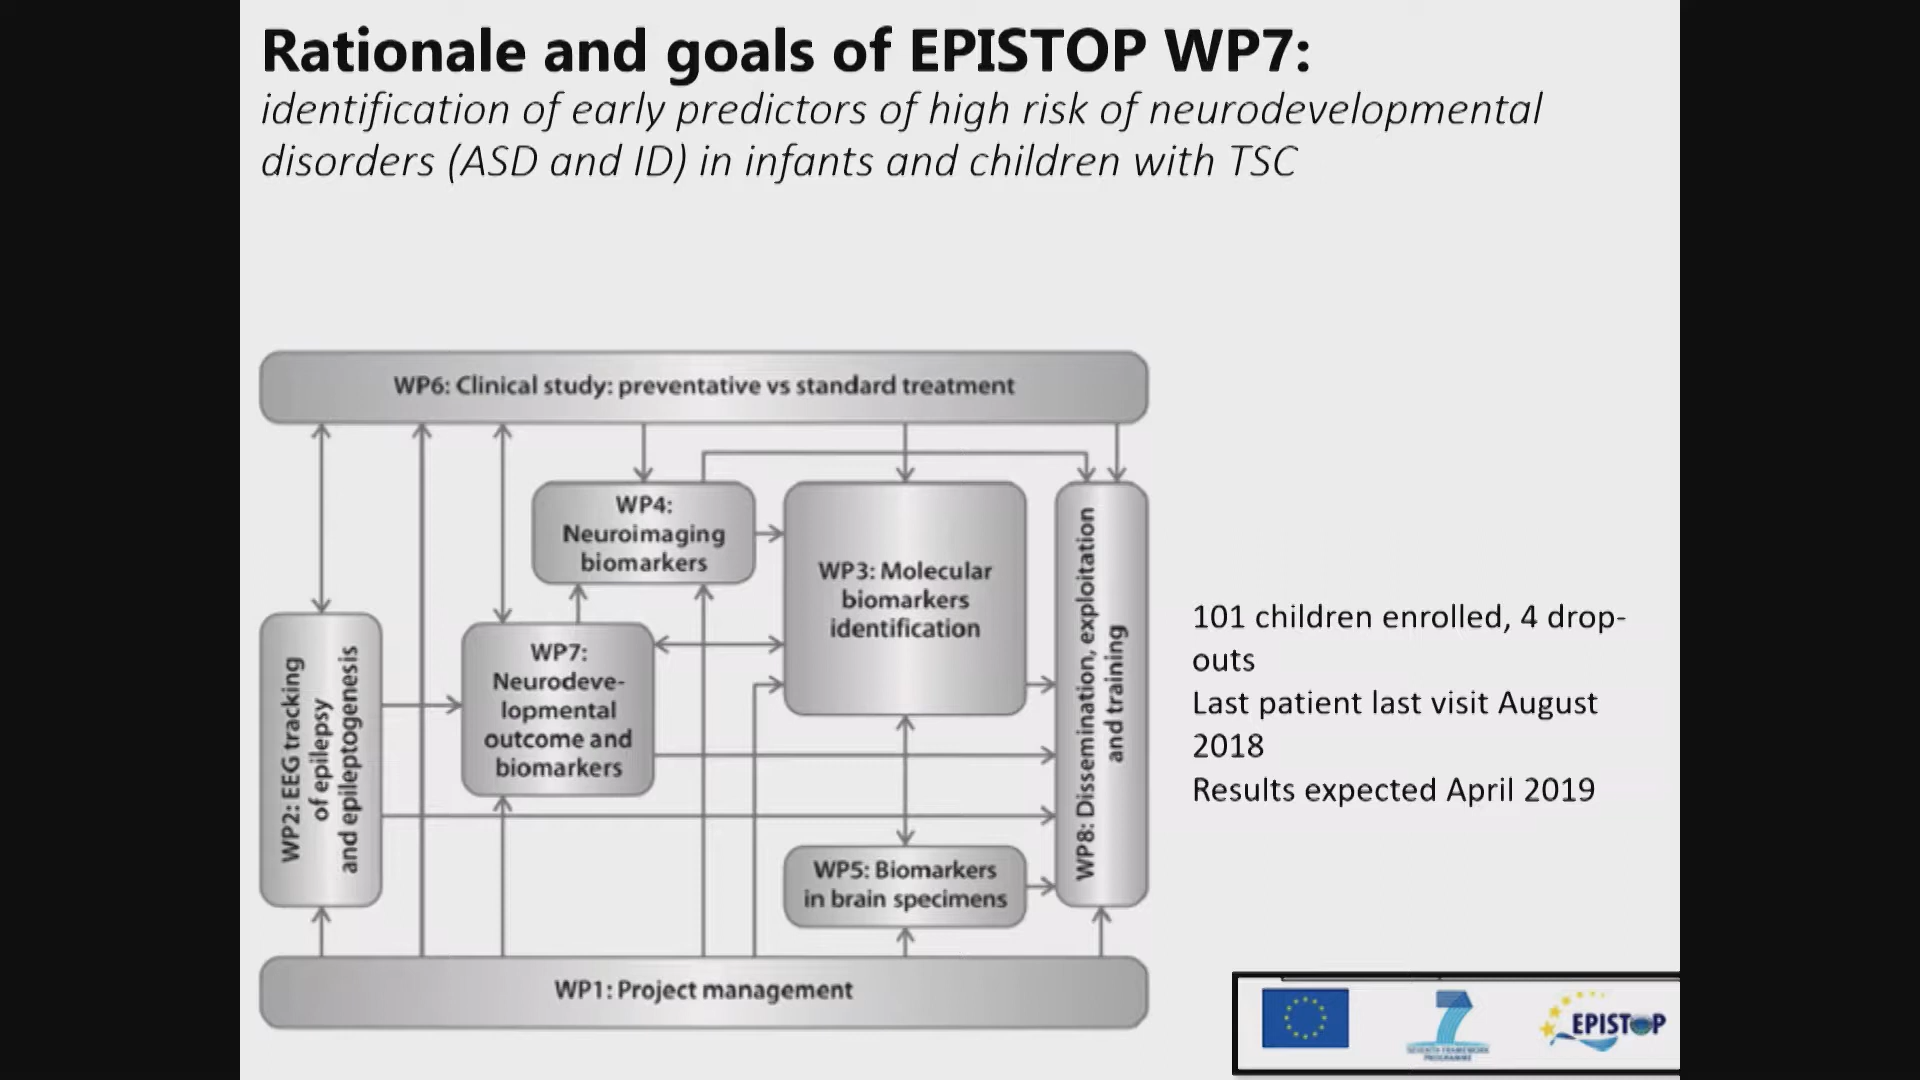 Rationale and goals of EPISTOP WP7:
identification of early predictors of high risk of neurodevelopmental
disorders (ASD and ID) in infants and children with TSC
WP6: Clinical study: preventative vs standard treatment
WP4:
Neuroimaging
biomarkers
WP3: Molecular
biomarkers
identification
WP7:
Neurodeve-
lopmental
outcome and
biomarkers
WP2: EEG tracking
of epilepsy
and epileptogenesis
WP8: Dissemination, exploitation
and training
WP5: Biomarkers
in brain specimens
WP1: Project management
101 children enrolled, 4 drop-
outs
Last patient last visit August
2018
Results expected April 2019
7
SEVENTH FRAMEWORK
PROGRAMME
EPISTOP